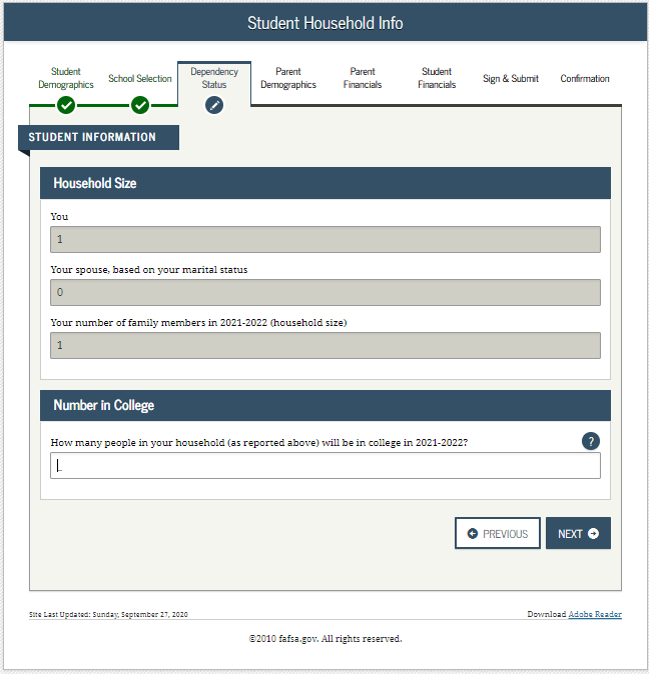 Student Household Info
Student Demographics
School Selection
Dependency Status
Parent Demographics
Parent Financials
Student Financials
Sign & Submit
Confirmation
STUDENT INFORMATION
Household Size
You
1
Your spouse, based on your marital status
0
Your number of family members in 2021-2022 (household size)
1
Number in College
How many people in your household (as reported above) will be in college in 2021-2022?
?
PREVIOUS
NEXT
Site Last Updated: Sunday, September 27, 2020
Download Adobe Reader
©2010 fafsa.gov. All rights reserved.